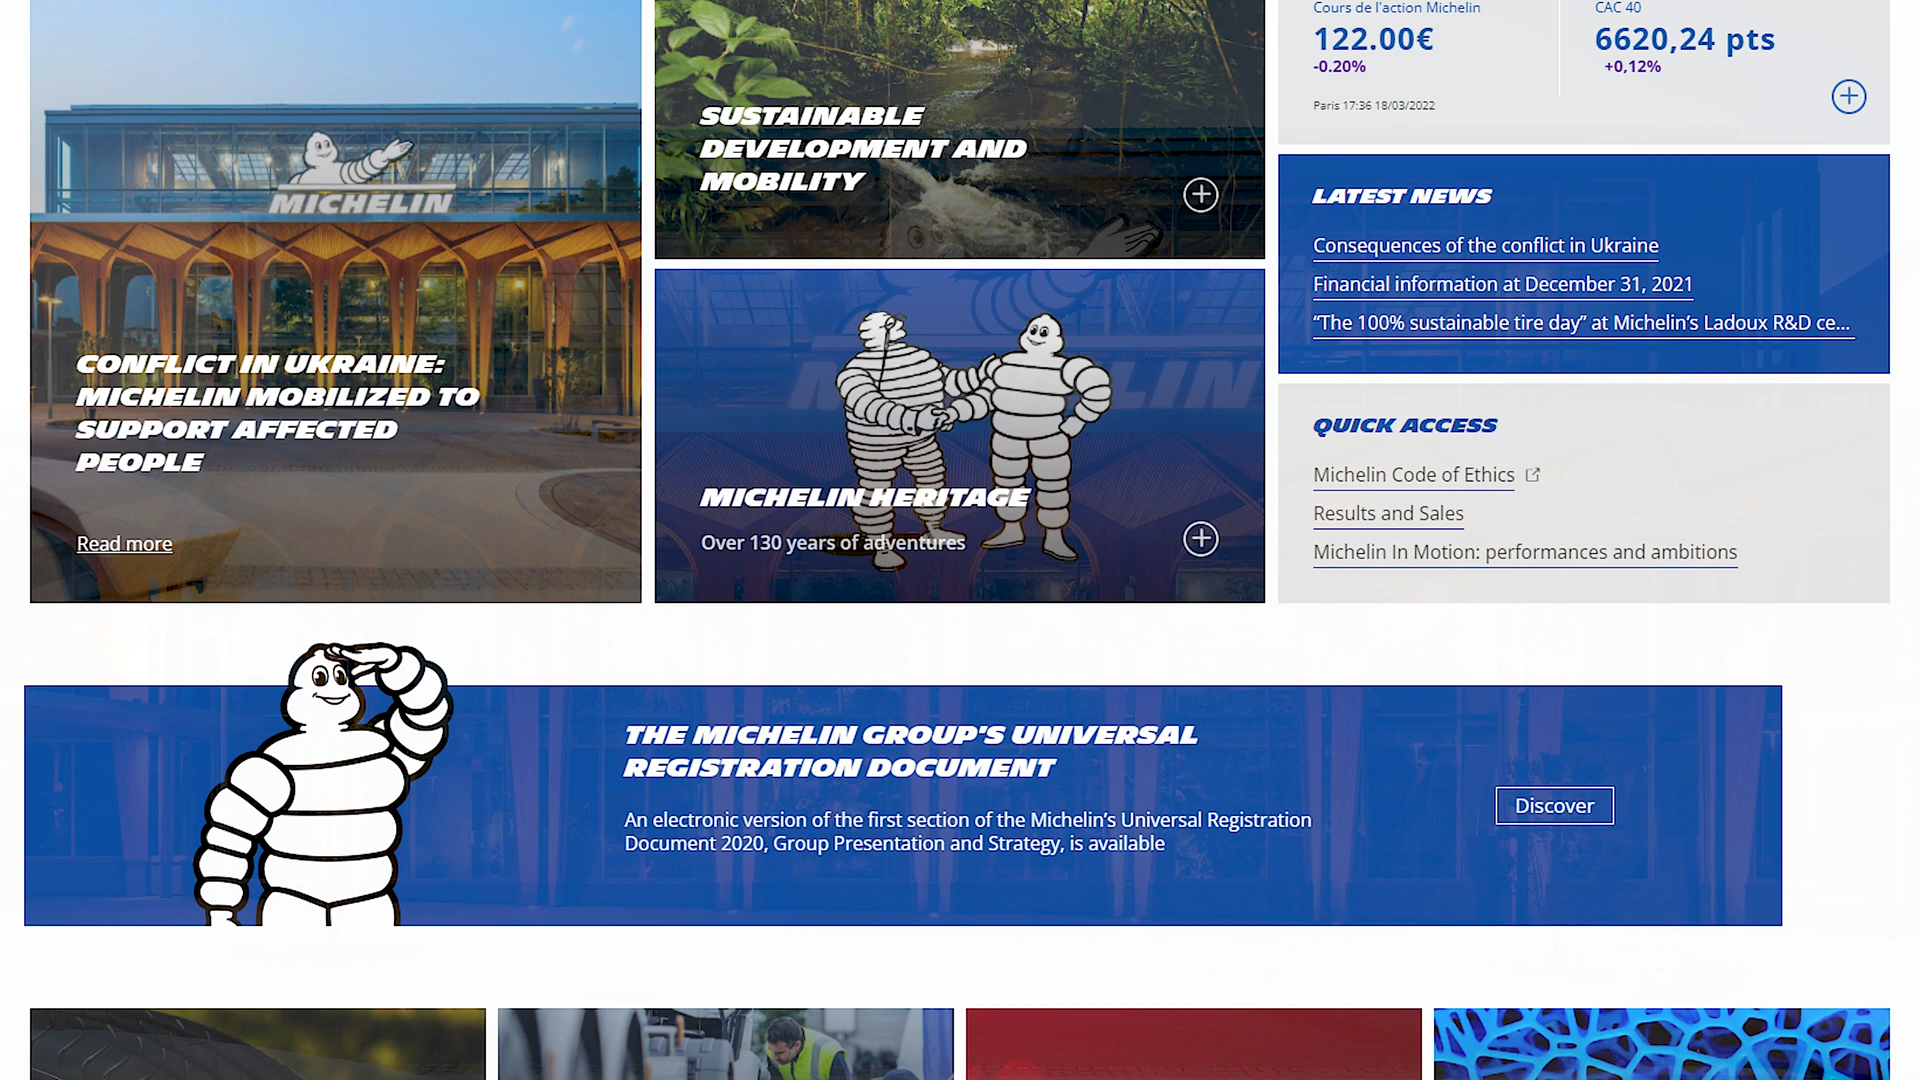 MICHELIN
CONFLICT IN UKRAINE:
MICHELIN MOBILIZED TO
SUPPORT AFFECTED
PEOPLE
Read more
SUSTAINABLE
DEVELOPMENT AND
MOBILITY
MICHELIN HERITAGE
Over 130 years of adventures
Cours de l'action Michelin
122.00€
-0.20%
Paris 17:36 18/03/2022
CAC 40
6620,24 pts
+0,12%
LATEST NEWS
Consequences of the conflict in Ukraine
Financial information at December 31, 2021
“The 100% sustainable tire day” at Michelin’s Ladoux R&D ce...
QUICK ACCESS
Michelin Code of Ethics
Results and Sales
Michelin In Motion: performances and ambitions
THE MICHELIN GROUP'S UNIVERSAL
REGISTRATION DOCUMENT
An electronic version of the first section of the Michelin’s Universal Registration
Document 2020, Group Presentation and Strategy, is available
Discover